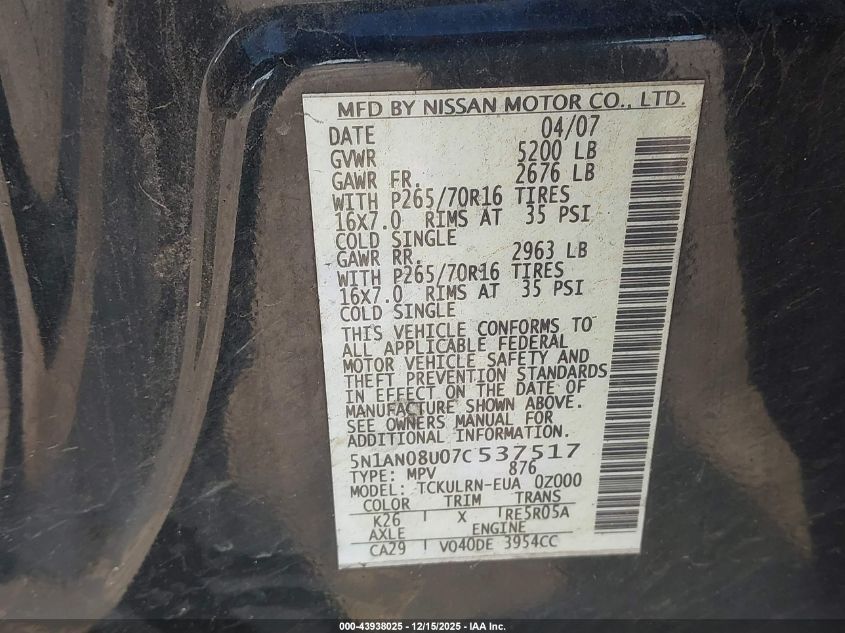 MFD BY NISSAN MOTOR CO., LTD.
DATE 04/07
GVWR 5200 LB
GAWR FR. 2676 LB
WITH P265/70R16 TIRES
16x7.0 RIMS AT 35 PSI
COLD SINGLE
GAWR RR. 2963 LB
WITH P265/70R16 TIRES
16x7.0 RIMS AT 35 PSI
COLD SINGLE
THIS VEHICLE CONFORMS TO
ALL APPLICABLE FEDERAL
MOTOR VEHICLE SAFETY AND
THEFT PREVENTION STANDARDS
IN EFFECT ON THE DATE OF
MANUFACTURE SHOWN ABOVE.
SEE OWNERS MANUAL FOR
ADDITIONAL INFORMATION.
5N1AN08U07C537517
TYPE: MPV 876
MODEL: TCKULRN-EUA 0Z000
COLOR TRIM TRANS
K26 X RE5R05A
AXLE ENGINE
CA29 VQ40DE 3954CC
000-43938025 - 12/15/2025 - IAA Inc.